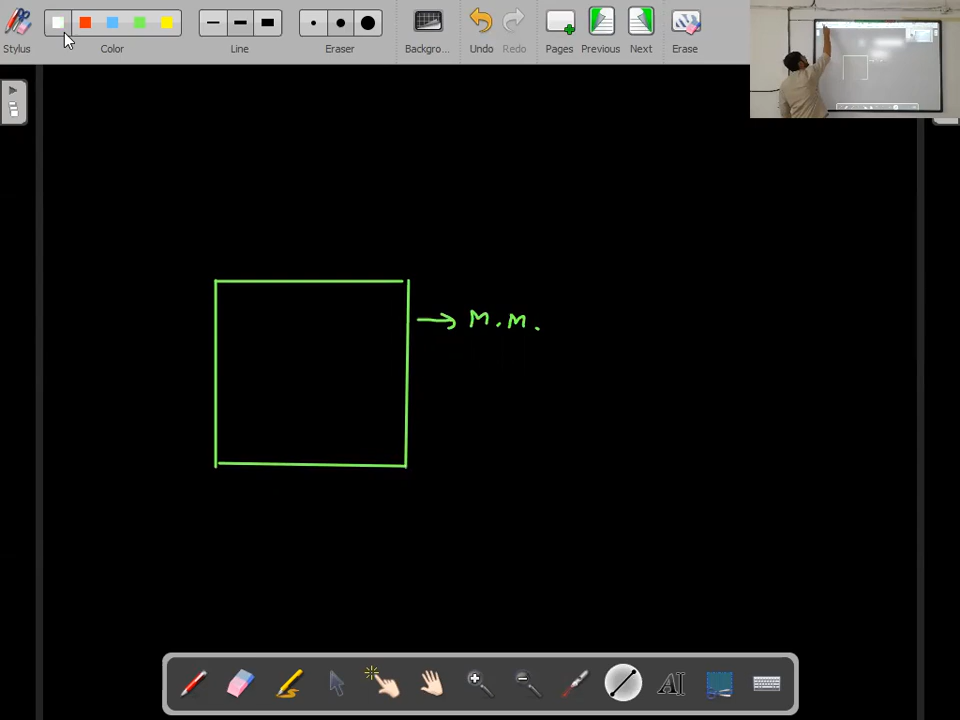 Stylus Color Line Eraser Backgro... Undo Redo Pages Previous Next Erase
→ M.M.